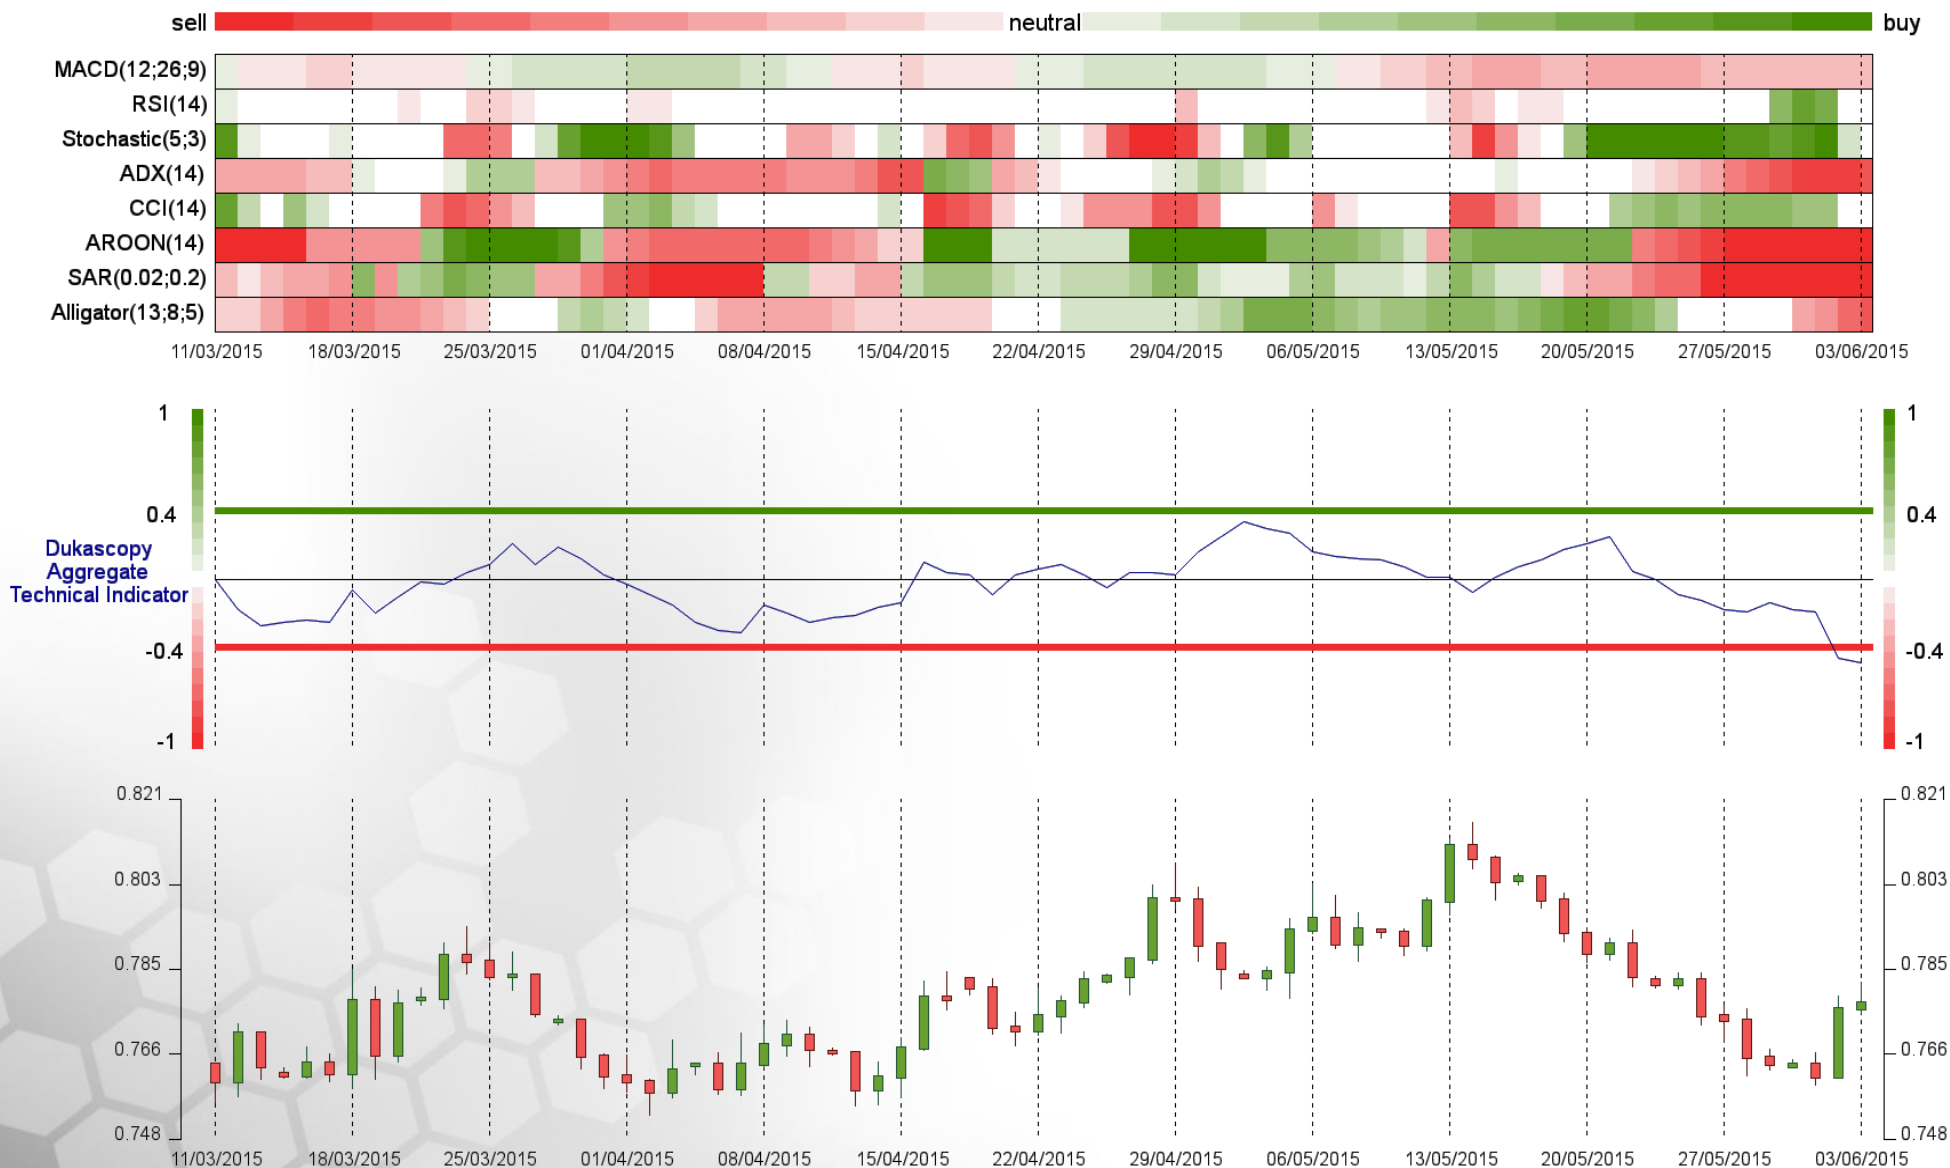 sell neutral buy
MACD(12;26;9)
RSI(14)
Stochastic(5;3)
ADX(14)
CCI(14)
AROON(14)
SAR(0.02;0.2)
Alligator(13;8;5)
11/03/2015 18/03/2015 25/03/2015 01/04/2015 08/04/2015 15/04/2015 22/04/2015 29/04/2015 06/05/2015 13/05/2015 20/05/2015 27/05/2015 03/06/2015
1 1
0.4 0.4
Dukascopy
Aggregate
Technical Indicator
-0.4 -0.4
-1 -1
0.821 0.821
0.803 0.803
0.785 0.785
0.766 0.766
0.748 0.748
11/03/2015 18/03/2015 25/03/2015 01/04/2015 08/04/2015 15/04/2015 22/04/2015 29/04/2015 06/05/2015 13/05/2015 20/05/2015 27/05/2015 03/06/2015